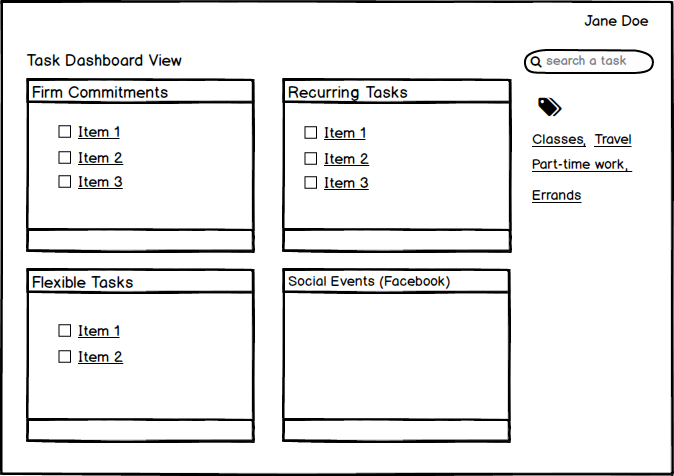 Jane Doe
Task Dashboard View
search a task
Firm Commitments
Item 1
Item 2
Item 3
Recurring Tasks
Item 1
Item 2
Item 3
Classes, Travel
Part-time work,
Errands
Flexible Tasks
Item 1
Item 2
Social Events (Facebook)